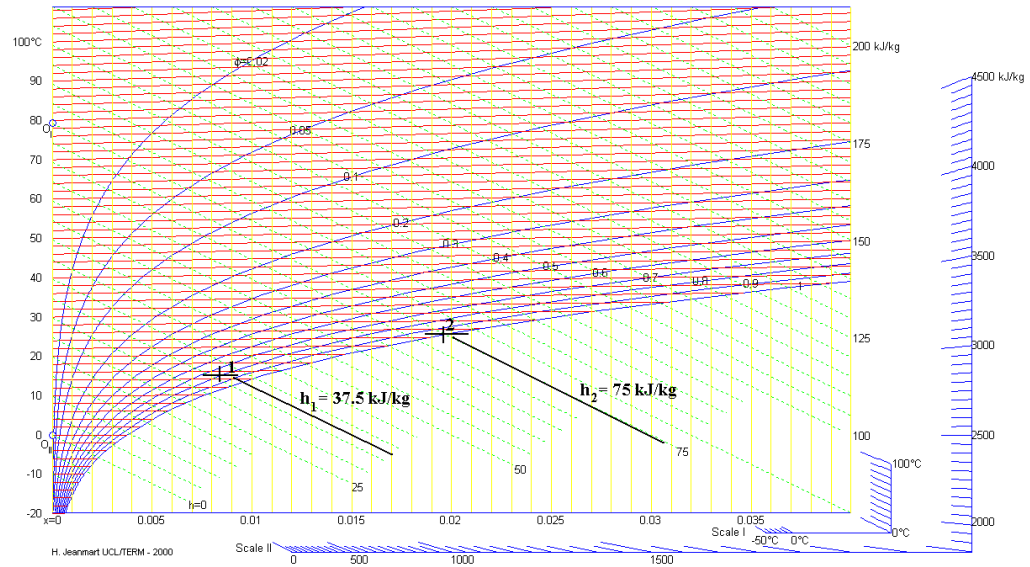 φ=0.02
200 kJ/kg
100°C
4500 kJ/kg
90
80
O
I
0.05
175
70
4000
0.1
60
0.2
50
0.3
150
0.4
3500
40
0.5
0.6
0.7
0.8
0.9
1
30
2
125
3000
20
1
h1= 37.5 kJ/kg
h2= 75 kJ/kg
10
0
O
II
100
2500
75
-10
50
100°C
25
h=0
-20
x=0
0.005
0.01
0.015
0.02
0.025
0.03
0.035
2000
Scale I
0°C
-50°C
0°C
H. Jeanmart UCL/TERM - 2000
Scale II
0
500
1000
1500